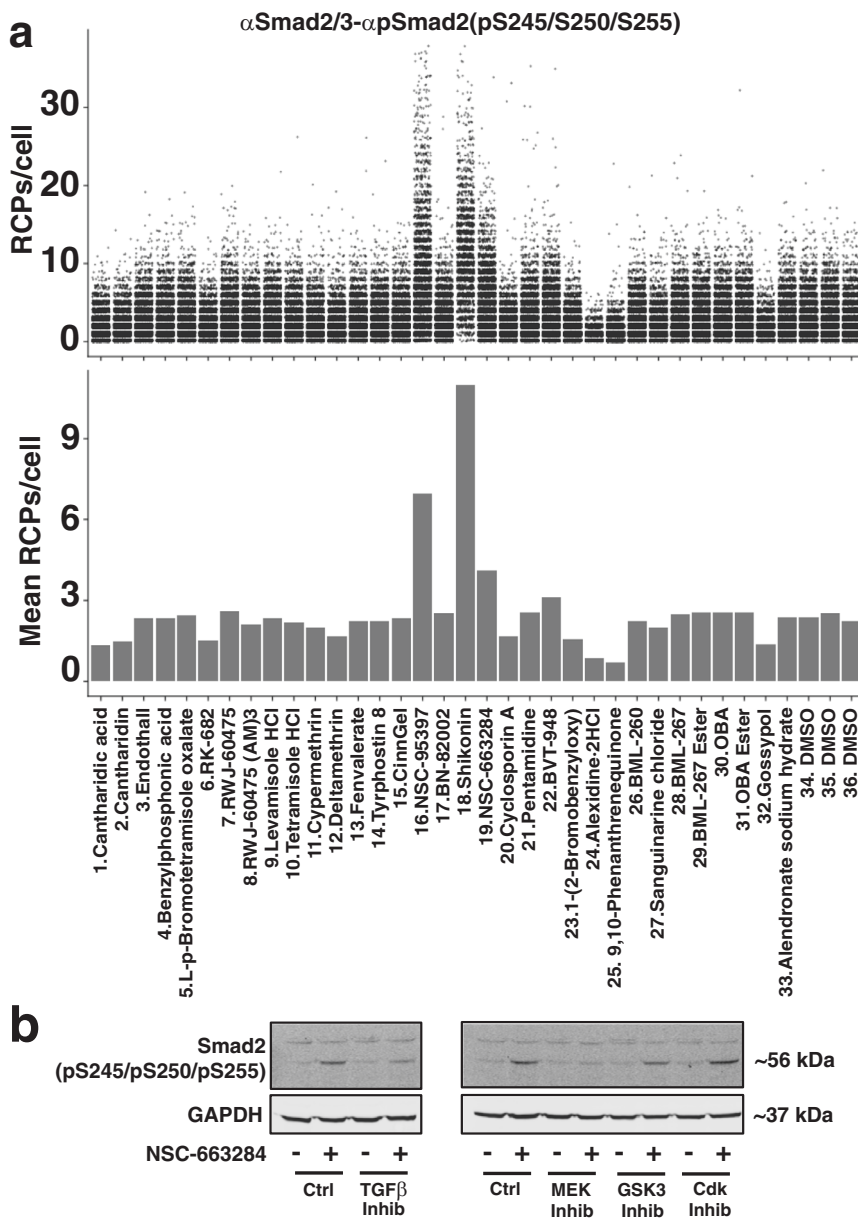 a
αSmad2/3-αpSmad2(pS245/S250/S255)
RCPs/cell
30
20
10
0
Mean RCPs/cell
9
6
3
0
1.Cantharidic acid
2.Cantharidin
3.Endothall
4.Benzylphosphonic acid
5.L-p-Bromotetramisole oxalate
6.RK-682
7.RWJ-60475
8.RWJ-60475 (AM)3
9.Levamisole HCl
10.Tetramisole HCl
11.Cypermethrin
12.Deltamethrin
13.Fenvalerate
14.Tyrphostin 8
15.CinnGel
16.NSC-95397
17.BN-82002
18.Shikonin
19.NSC-663284
20.Cyclosporin A
21.Pentamidine
22.BVT-948
23.1-(2-Bromobenzyloxy)
24.Alexidine-2HCl
25. 9,10-Phenanthrenequinone
26.BML-260
27.Sanguinarine chloride
28.BML-267
29.BML-267 Ester
30.OBA
31.OBA Ester
32.Gossypol
33.Alendronate sodium hydrate
34. DMSO
35. DMSO
36. DMSO
b
Smad2
(pS245/pS250/pS255)
~56 kDa
GAPDH
~37 kDa
NSC-663284 - + - + - + - + - + - +
Ctrl TGFβ Inhib Ctrl MEK Inhib GSK3 Inhib Cdk Inhib